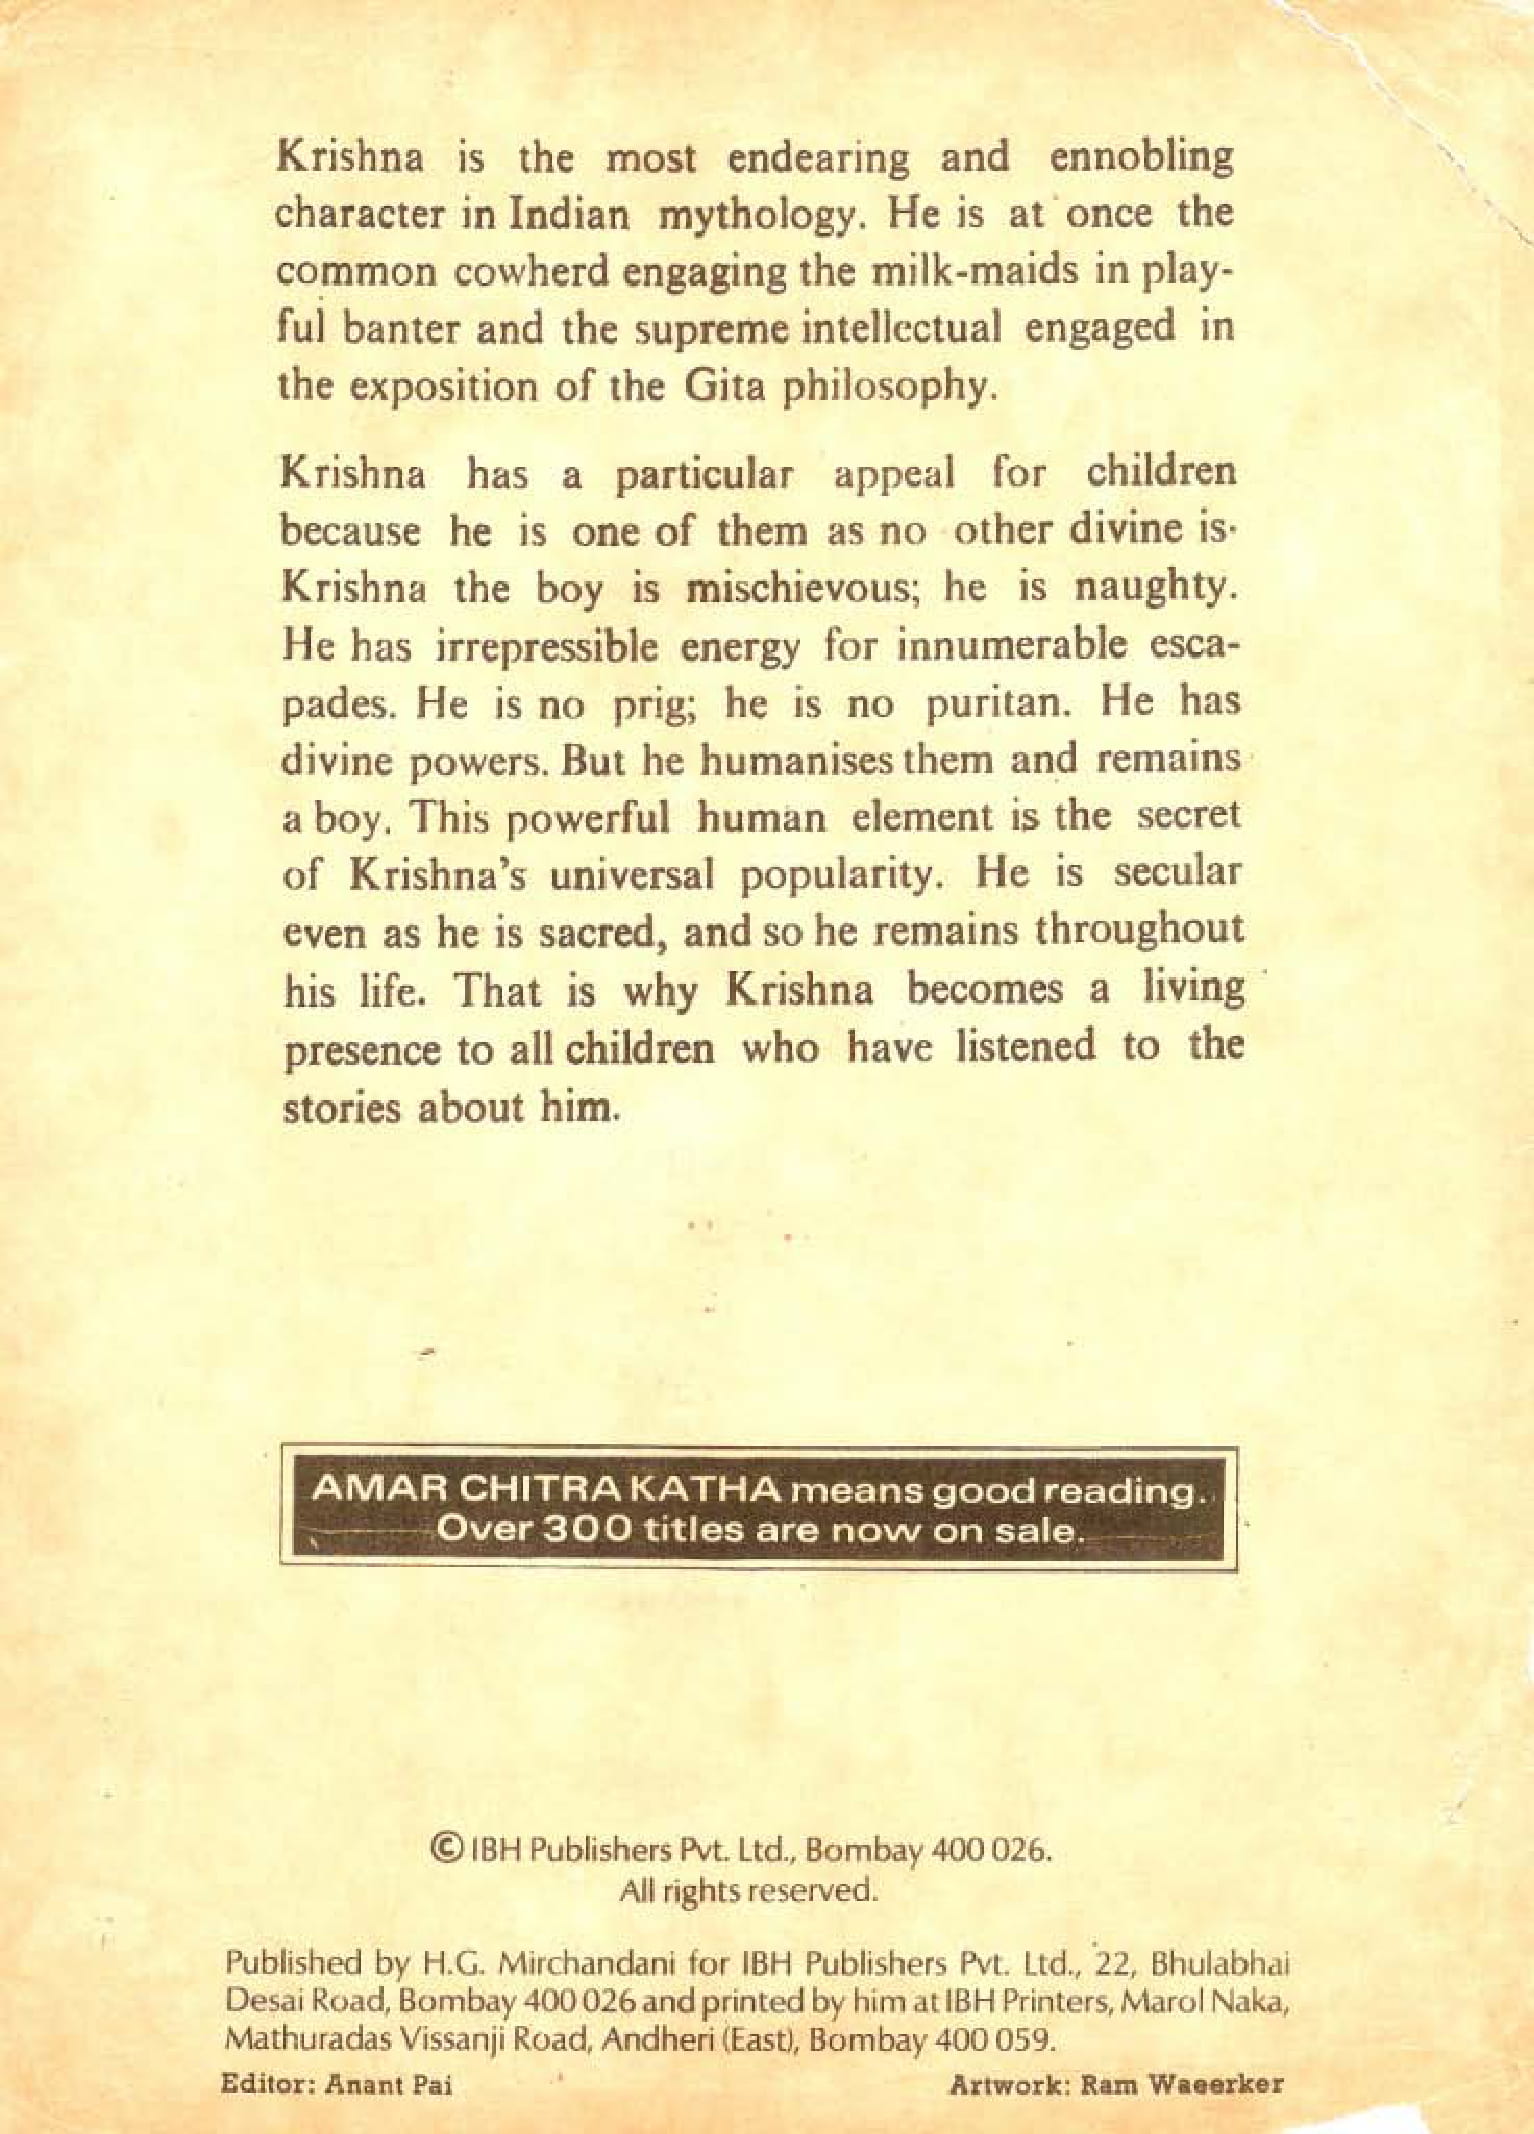 Krishna is the most endearing and ennobling
character in Indian mythology. He is at once the
common cowherd engaging the milk-maids in play-
ful banter and the supreme intellectual engaged in
the exposition of the Gita philosophy.
Krishna has a particular appeal for children
because he is one of them as no other divine is.
Krishna the boy is mischievous; he is naughty.
He has irrepressible energy for innumerable esca-
pades. He is no prig; he is no puritan. He has
divine powers. But he humanises them and remains
a boy. This powerful human element is the secret
of Krishna's universal popularity. He is secular
even as he is sacred, and so he remains throughout
his life. That is why Krishna becomes a living
presence to all children who have listened to the
stories about him.
AMAR CHITRA KATHA means good reading.
Over 300 titles are now on sale.
© IBH Publishers Pvt. Ltd., Bombay 400 026.
All rights reserved.
Published by H.G. Mirchandani for IBH Publishers Pvt. Ltd., 22, Bhulabhai
Desai Road, Bombay 400 026 and printed by him at IBH Printers, Marol Naka,
Mathuradas Vissanji Road, Andheri (East), Bombay 400 059.
Editor: Anant Pai
Artwork: Ram Waeerker